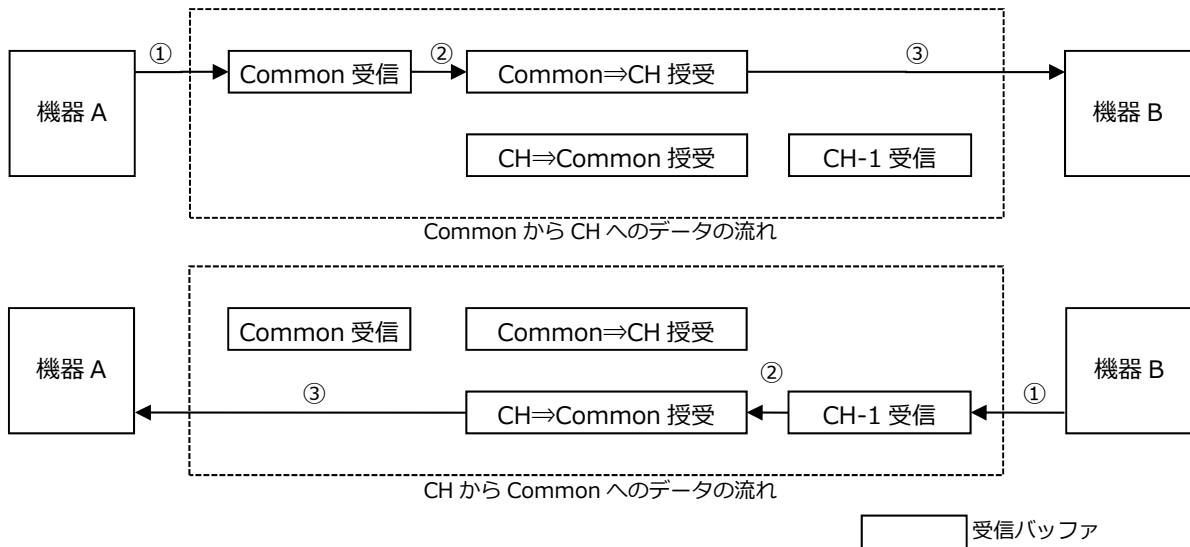 ① ② ③
機器 A
Common 受信
Common⇒CH 授受
機器 B
CH⇒Common 授受
CH-1 受信
Common から CH へのデータの流れ
Common 受信
Common⇒CH 授受
機器 A
機器 B
③ ② ①
CH⇒Common 授受
CH-1 受信
CH から Common へのデータの流れ
受信バッファ